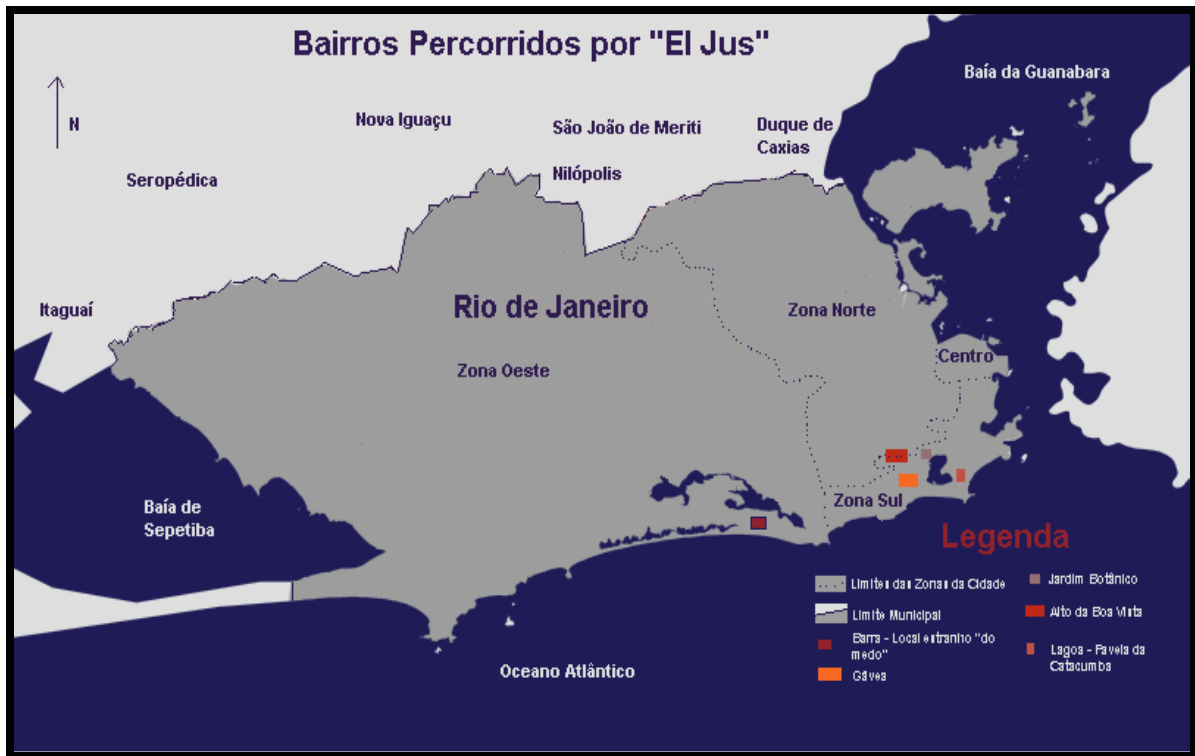 Bairros Percorridos por "El Jus"
Baía da Guanabara
N
Nova Iguaçu
São João de Meriti
Duque de
Caxias
Seropédica
Nilópolis
Itaguaí
Rio de Janeiro
Zona Norte
Zona Oeste
Centro
Baía de
Sepetiba
Zona Sul
Oceano Atlântico
Legenda
Limites das Zonas da Cidade
Limite Municipal
Barra - Local entranho "do
medo"
Gávea
Jardim Botânico
Alto da Boa Vista
Lagoa - Favela da
Catacumba